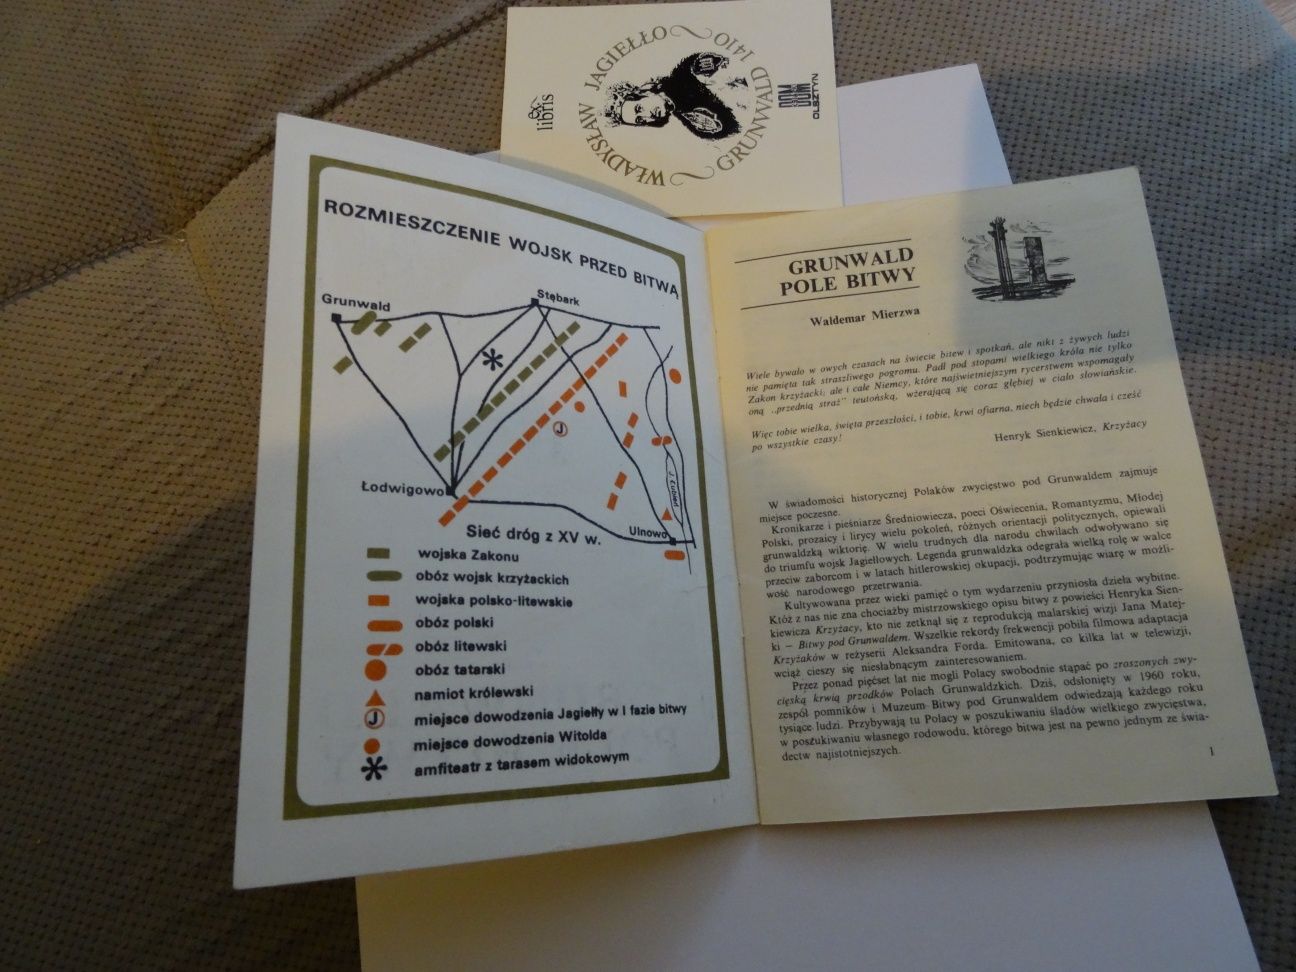 ex
libris
WŁADYSŁAW JAGIEŁŁO
GRUNWALD 1410
DOM
OLSZTYN
ROZMIESZCZENIE WOJSK PRZED BITWĄ
Grunwald
Stębark
J
Łodwigowo
J. Łubień
Ulnowo
Sieć dróg z XV w.
wojska Zakonu
obóz wojsk krzyżackich
wojska polsko-litewskie
obóz polski
obóz litewski
obóz tatarski
namiot królewski
J miejsce dowodzenia Jagiełły w I fazie bitwy
miejsce dowodzenia Witolda
amfiteatr z tarasem widokowym
GRUNWALD
POLE BITWY
Waldemar Mierzwa
Wiele bywało w owych czasach na świecie bitew i spotkań, ale nikt z żywych ludzi
nie pamięta tak straszliwego pogromu. Padł pod stopami wielkiego króla nie tylko
Zakon krzyżacki, ale i całe Niemcy, które najświetniejszym rycerstwem wspomagały
oną „przednią straż” teutońską, wżerającą się coraz głębiej w ciało słowiańskie.
Więc tobie wielka, święta przeszłości, i tobie, krwi ofiarna, niech będzie chwała i cześć
po wszystkie czasy!
Henryk Sienkiewicz, Krzyżacy
W świadomości historycznej Polaków zwycięstwo pod Grunwaldem zajmuje
miejsce poczesne.
Kronikarze i pieśniarze Średniowiecza, poeci Oświecenia, Romantyzmu, Młodej
Polski, prozaicy i lirycy wielu pokoleń, różnych orientacji politycznych, opiewali
grunwaldzką wiktorię. W wielu trudnych dla narodu chwilach odwoływano się
do triumfu wojsk Jagiełłowych. Legenda grunwaldzka odegrała wielką rolę w walce
przeciw zaborcom i w latach hitlerowskiej okupacji, podtrzymując wiarę w możli-
wość narodowego przetrwania.
Kultywowana przez wieki pamięć o tym wydarzeniu przyniosła dzieła wybitne.
Któż z nas nie zna chociażby mistrzowskiego opisu bitwy z powieści Henryka Sien-
kiewicza Krzyżacy, kto nie zetknął się z reprodukcją malarskiej wizji Jana Matej-
ki – Bitwy pod Grunwaldem. Wszelkie rekordy frekwencji pobiła filmowa adaptacja
Krzyżaków w reżyserii Aleksandra Forda. Emitowana, co kilka lat w telewizji,
wciąż cieszy się niesłabnącym zainteresowaniem.
Przez ponad pięćset lat nie mogli Polacy swobodnie stąpać po zroszonych zwy-
cięską krwią przodków Polach Grunwaldzkich. Dziś, odsłonięty w 1960 roku,
zespół pomników i Muzeum Bitwy pod Grunwaldem odwiedzają każdego roku
tysiące ludzi. Przybywają tu Polacy w poszukiwaniu śladów wielkiego zwycięstwa,
w poszukiwaniu własnego rodowodu, którego bitwa jest na pewno jednym ze świa-
dectw najistotniejszych.
1